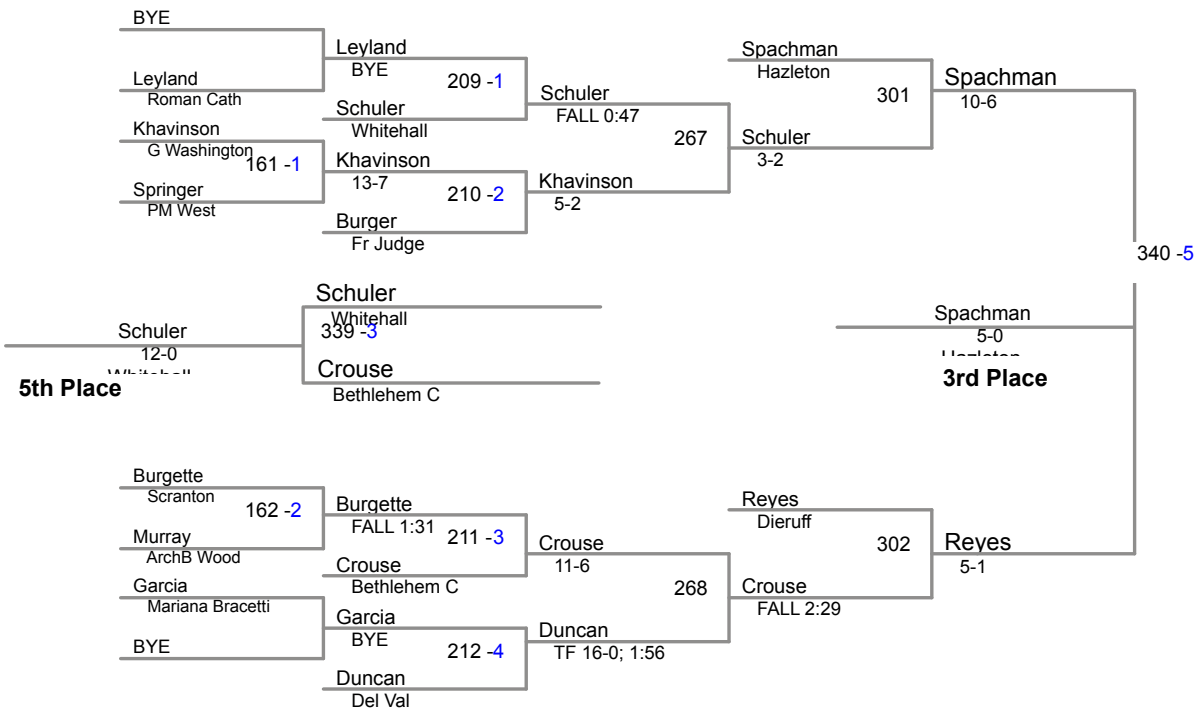 BYE
Leyland
Roman Cath
Khavinson
G Washington
161 -1
Springer
PM West
Leyland
BYE
209 -1
Schuler
Whitehall
Khavinson
13-7
210 -2
Burger
Fr Judge
Schuler
FALL 0:47
267
Khavinson
5-2
Spachman
Hazleton
301
Schuler
3-2
Spachman
10-6
340 -5
Schuler
Whitehall
339 -3
Crouse
Bethlehem C
Schuler
12-0
Whitehall
5th Place
Spachman
5-0
Hazleton
3rd Place
Burgette
Scranton
162 -2
Murray
ArchB Wood
Garcia
Mariana Bracetti
BYE
Burgette
FALL 1:31
211 -3
Crouse
Bethlehem C
Garcia
BYE
212 -4
Duncan
Del Val
Crouse
11-6
268
Duncan
TF 16-0; 1:56
Reyes
Dieruff
302
Crouse
FALL 2:29
Reyes
5-1